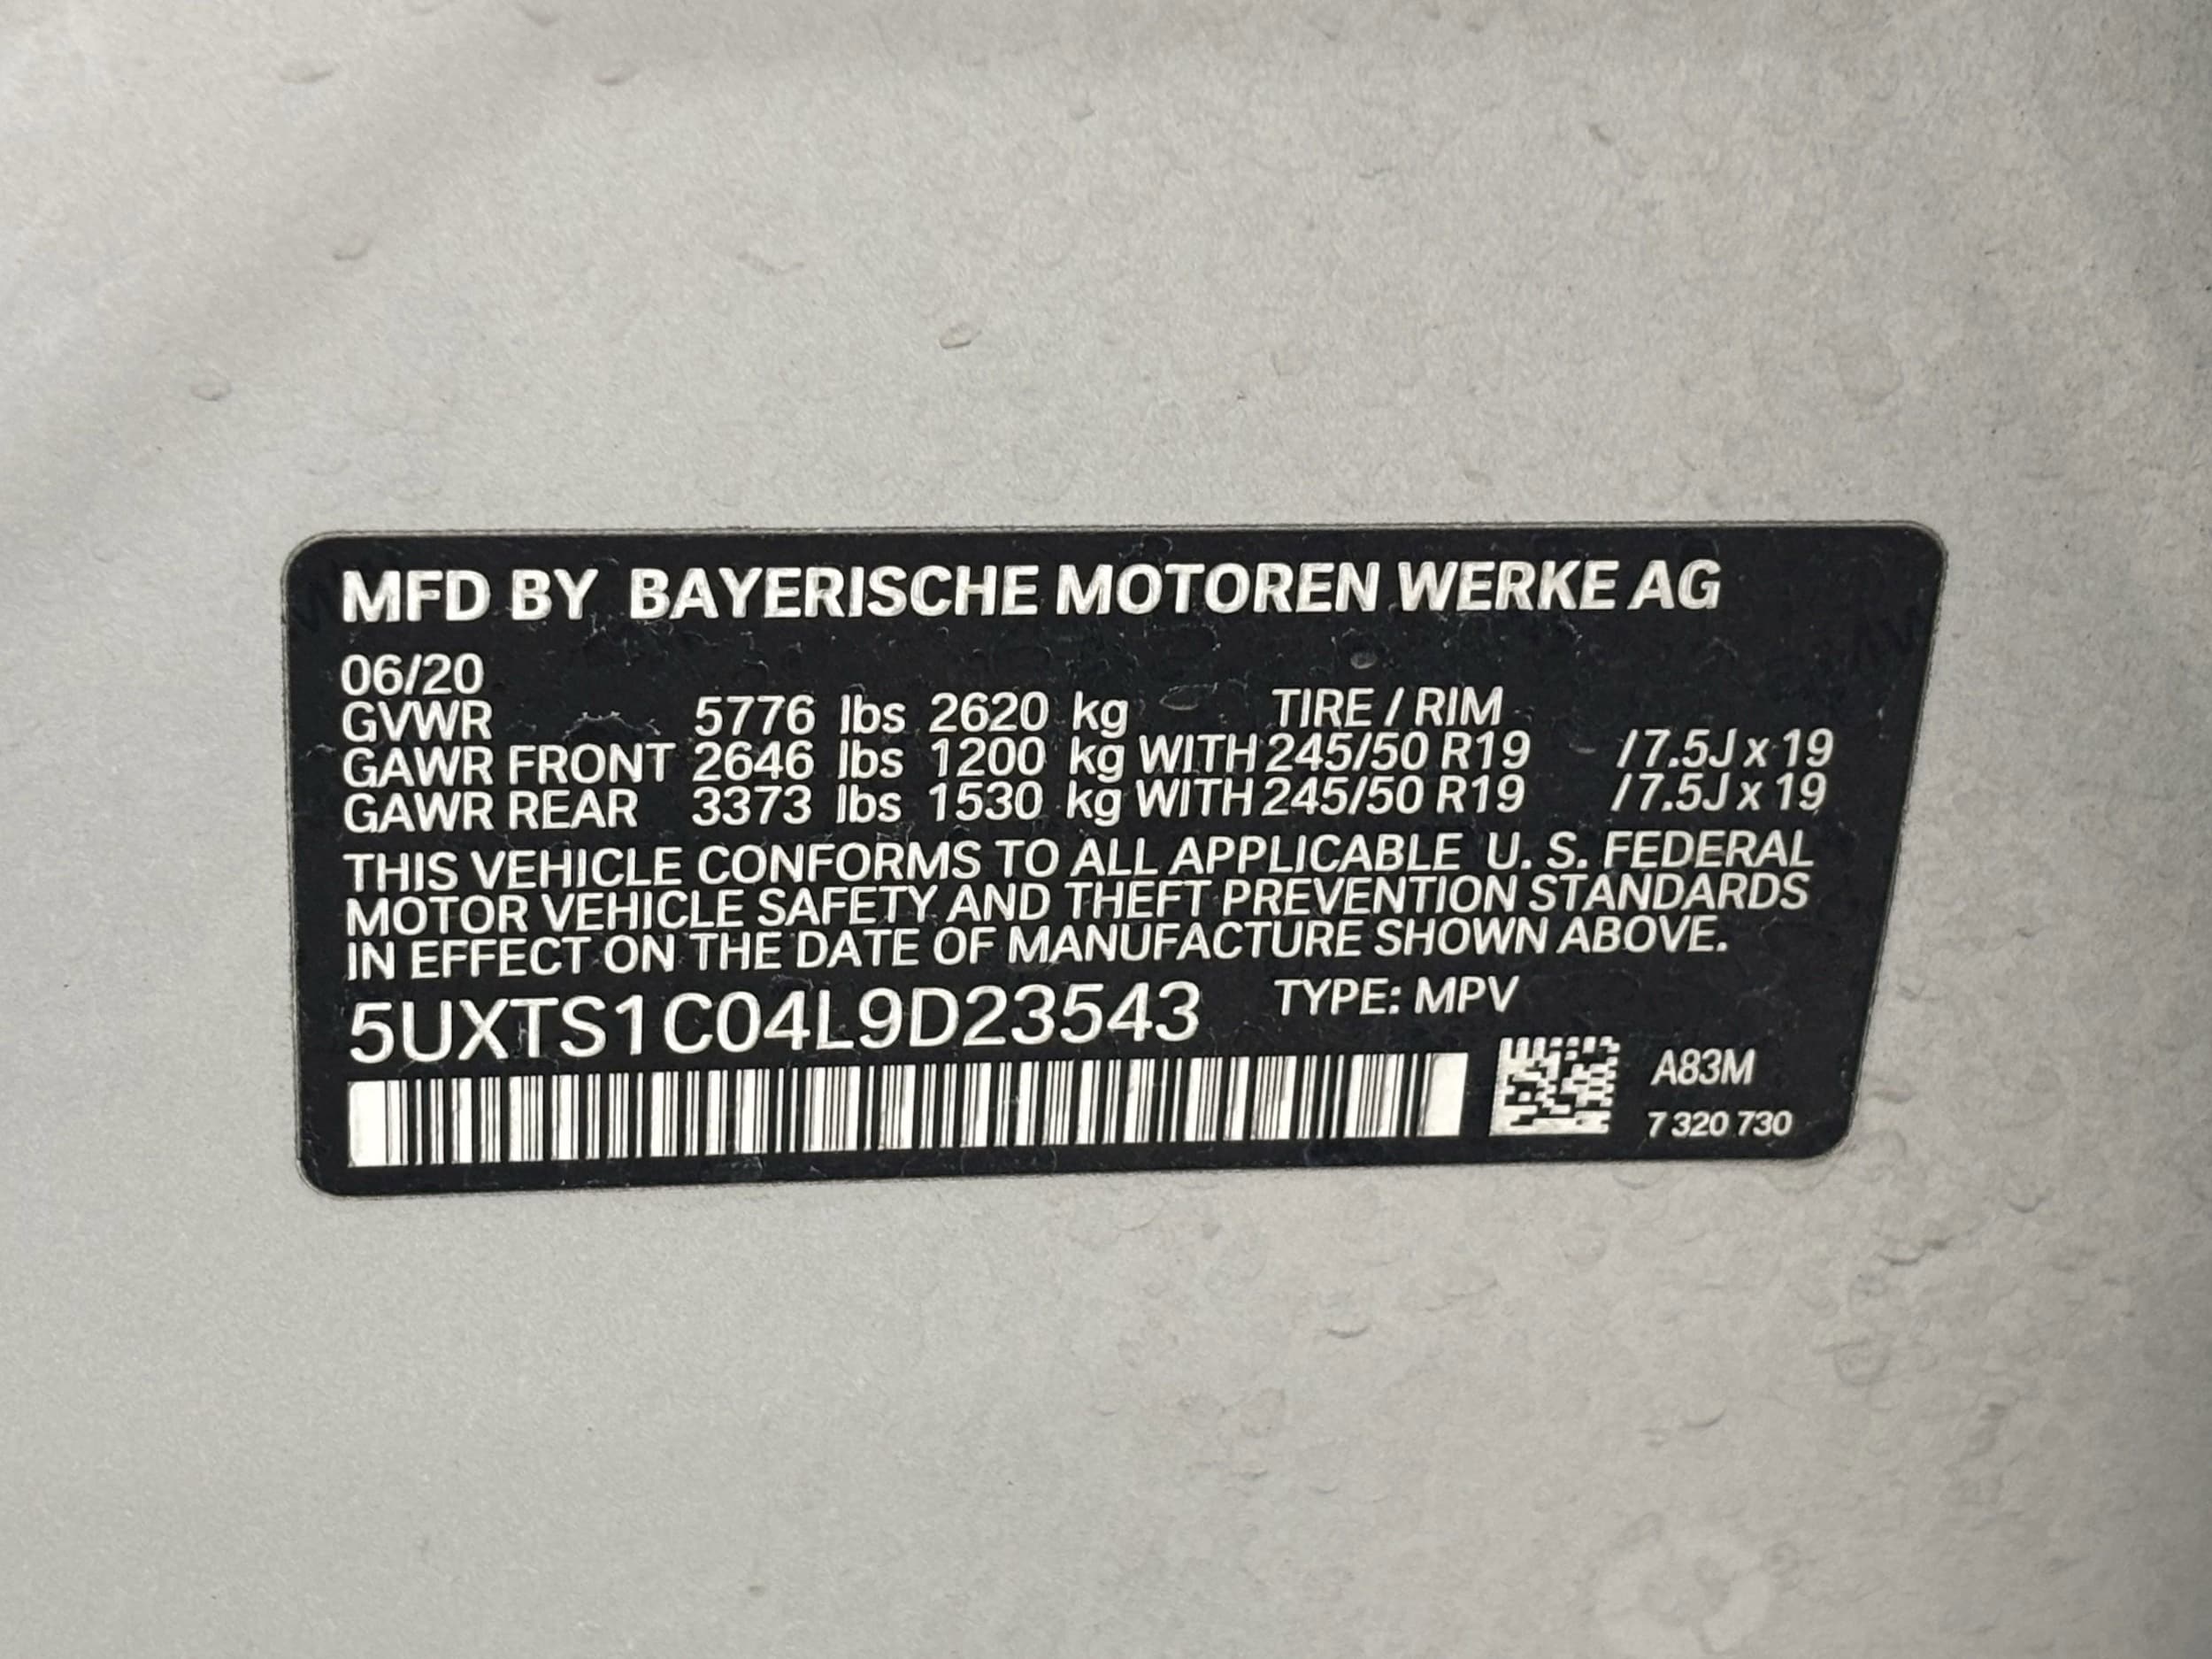 MFD BY BAYERISCHE MOTOREN WERKE AG
06/20
GVWR 5776 lbs 2620 kg TIRE / RIM
GAWR FRONT 2646 lbs 1200 kg WITH 245/50 R19 /7.5J x 19
GAWR REAR 3373 lbs 1530 kg WITH 245/50 R19 /7.5J x 19
THIS VEHICLE CONFORMS TO ALL APPLICABLE U. S. FEDERAL
MOTOR VEHICLE SAFETY AND THEFT PREVENTION STANDARDS
IN EFFECT ON THE DATE OF MANUFACTURE SHOWN ABOVE.
5UXTS1C04L9D23543 TYPE: MPV
A83M
7 320 730